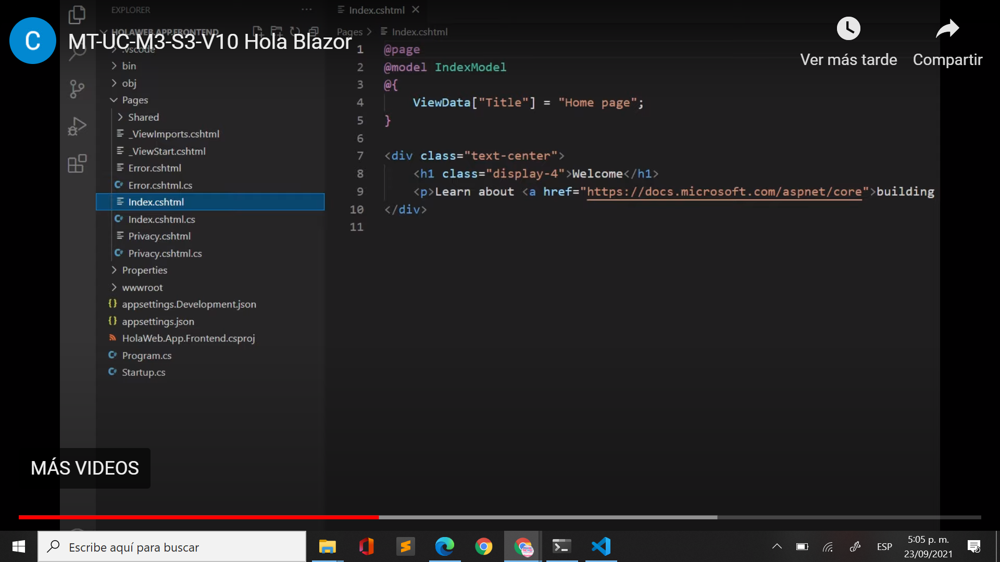 EXPLORER
HOLAWEB.APP.FRONTEND
C
MT-UC-M3-S3-V10 Hola Blazor
.vscode
bin
obj
Pages
Shared
_ViewImports.cshtml
_ViewStart.cshtml
Error.cshtml
Error.cshtml.cs
Index.cshtml
Index.cshtml.cs
Privacy.cshtml
Privacy.cshtml.cs
Properties
wwwroot
appsettings.Development.json
appsettings.json
HolaWeb.App.Frontend.csproj
Program.cs
Startup.cs
Index.cshtml
Pages > Index.cshtml
1 @page
2 @model IndexModel
3 @{
4 ViewData["Title"] = "Home page";
5 }
6
7 <div class="text-center">
8 <h1 class="display-4">Welcome</h1>
9 <p>Learn about <a href="https://docs.microsoft.com/aspnet/core">building
10 </div>
11
Ver más tarde
Compartir
MÁS VIDEOS
Escribe aquí para buscar
ESP
5:05 p. m.
23/09/2021